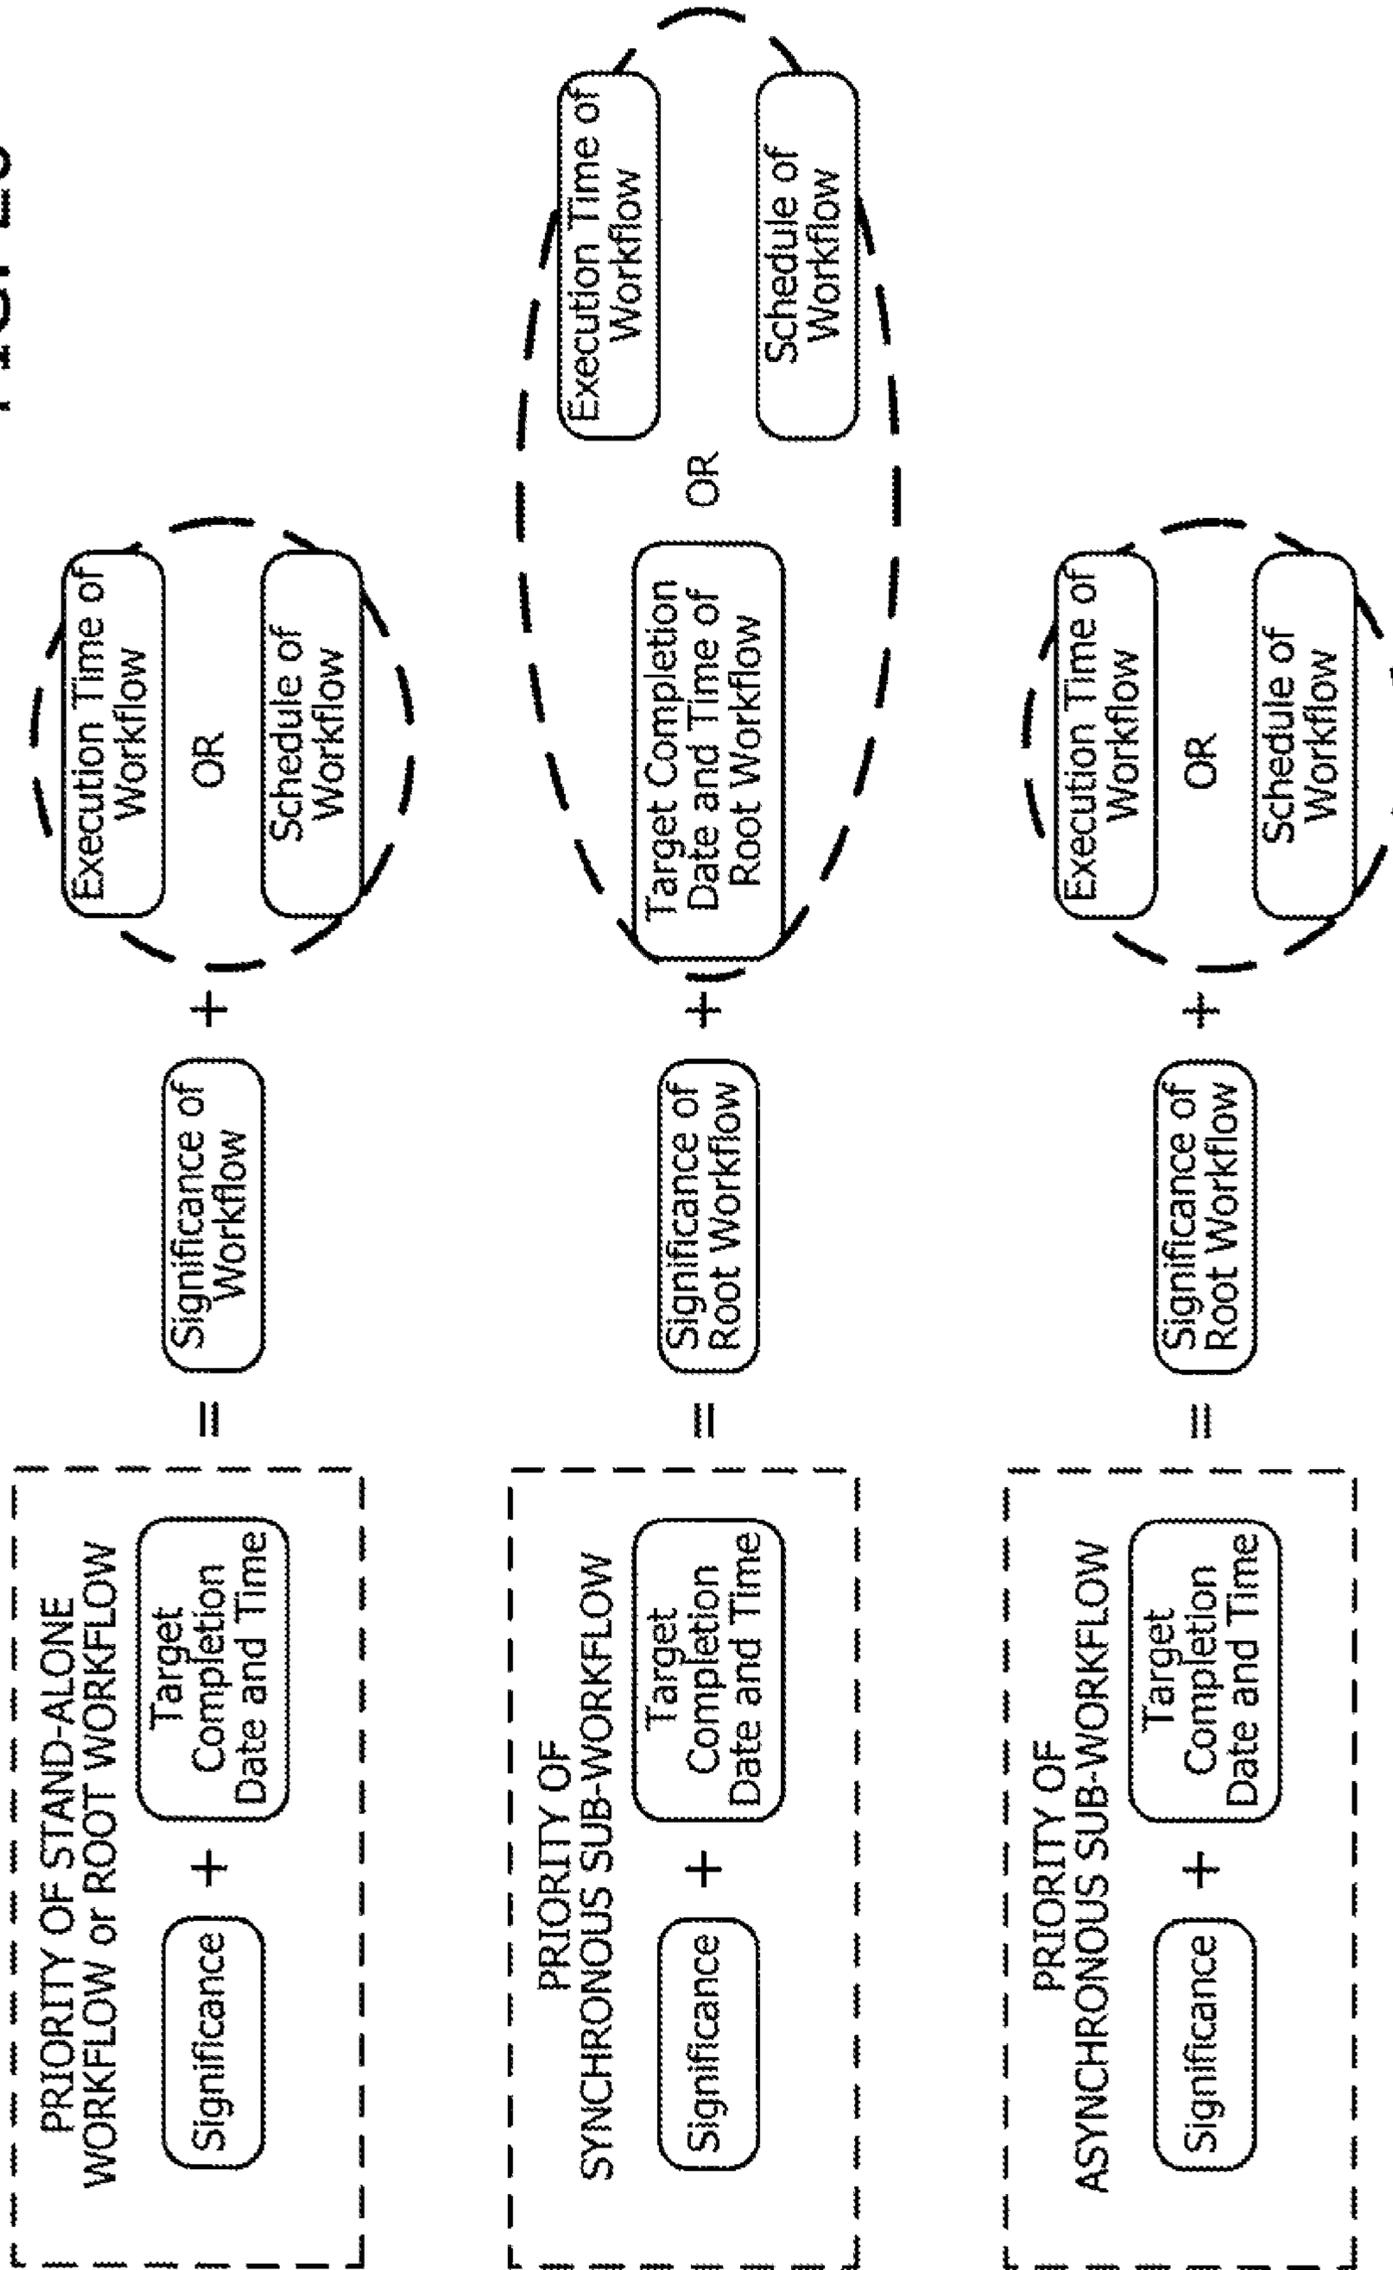 PRIORITY OF STAND-ALONE
WORKFLOW or ROOT WORKFLOW
Significance
+
Target
Completion
Date and Time
=
Significance of
Workflow
+
Execution Time of
Workflow
OR
Schedule of
Workflow
PRIORITY OF
SYNCHRONOUS SUB-WORKFLOW
Significance
+
Target
Completion
Date and Time
=
Significance of
Root Workflow
+
Target Completion
Date and Time of
Root Workflow
OR
Execution Time of
Workflow
Schedule of
Workflow
PRIORITY OF
ASYNCHRONOUS SUB-WORKFLOW
Significance
+
Target
Completion
Date and Time
=
Significance of
Root Workflow
+
Execution Time of
Workflow
OR
Schedule of
Workflow